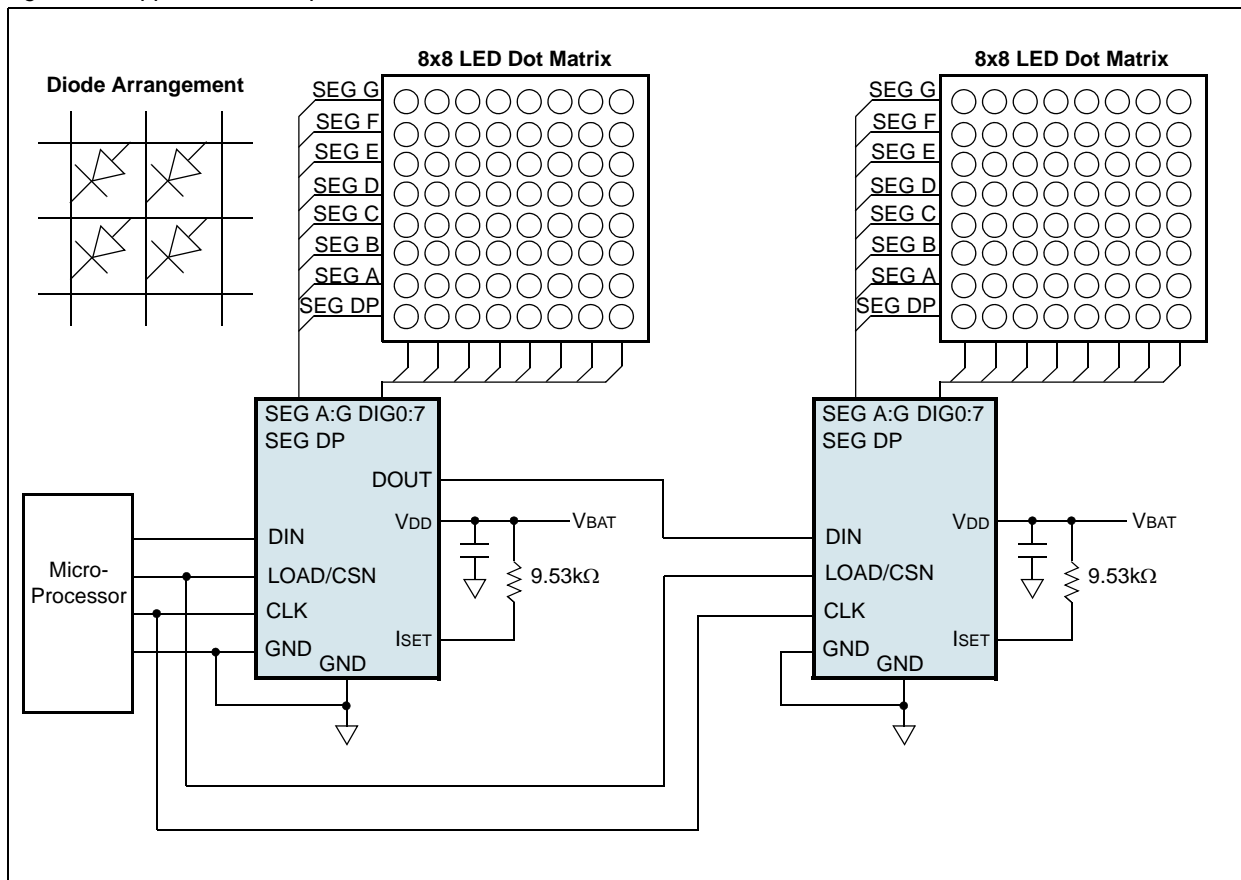 Diode Arrangement
8x8 LED Dot Matrix
SEG G
SEG F
SEG E
SEG D
SEG C
SEG B
SEG A
SEG DP
8x8 LED Dot Matrix
SEG G
SEG F
SEG E
SEG D
SEG C
SEG B
SEG A
SEG DP
Micro-
Processor
SEG A:G DIG0:7
SEG DP
DOUT
VDD
VBAT
DIN
LOAD/CSN
9.53kΩ
CLK
ISET
GND
GND
SEG A:G DIG0:7
SEG DP
VDD
VBAT
DIN
LOAD/CSN
9.53kΩ
CLK
ISET
GND
GND